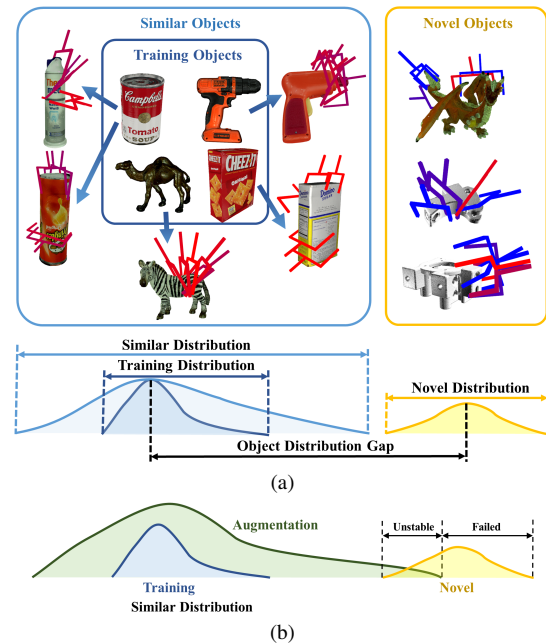 Similar Objects
Novel Objects
Training Objects
Campbell's
Tomato
SOUP
CHEEZ-IT
Domino
Similar Distribution
Training Distribution
Novel Distribution
Object Distribution Gap
(a)
Augmentation
Unstable
Failed
Training
Novel
Similar Distribution
(b)